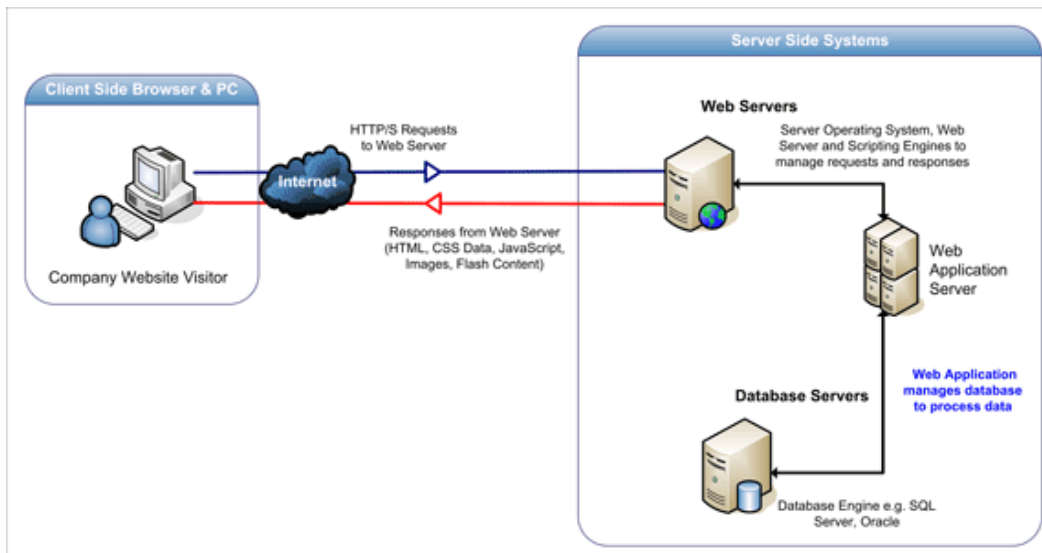 Client Side Browser & PC
Company Website Visitor
HTTP/S Requests
to Web Server
Internet
Responses from Web Server
(HTML, CSS Data, JavaScript,
Images, Flash Content)
Server Side Systems
Web Servers
Server Operating System, Web
Server and Scripting Engines to
manage requests and responses
Web
Application
Server
Web Application
manages database
to process data
Database Servers
Database Engine e.g. SQL
Server, Oracle